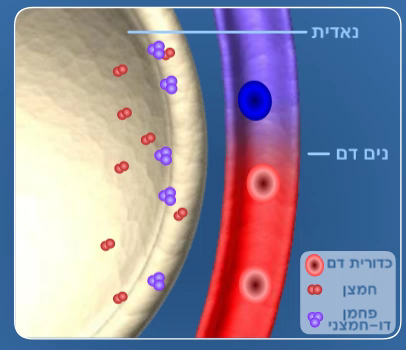 נאדית
נים דם
כדורית דם
חמצן
פחמן
דו-חמצני